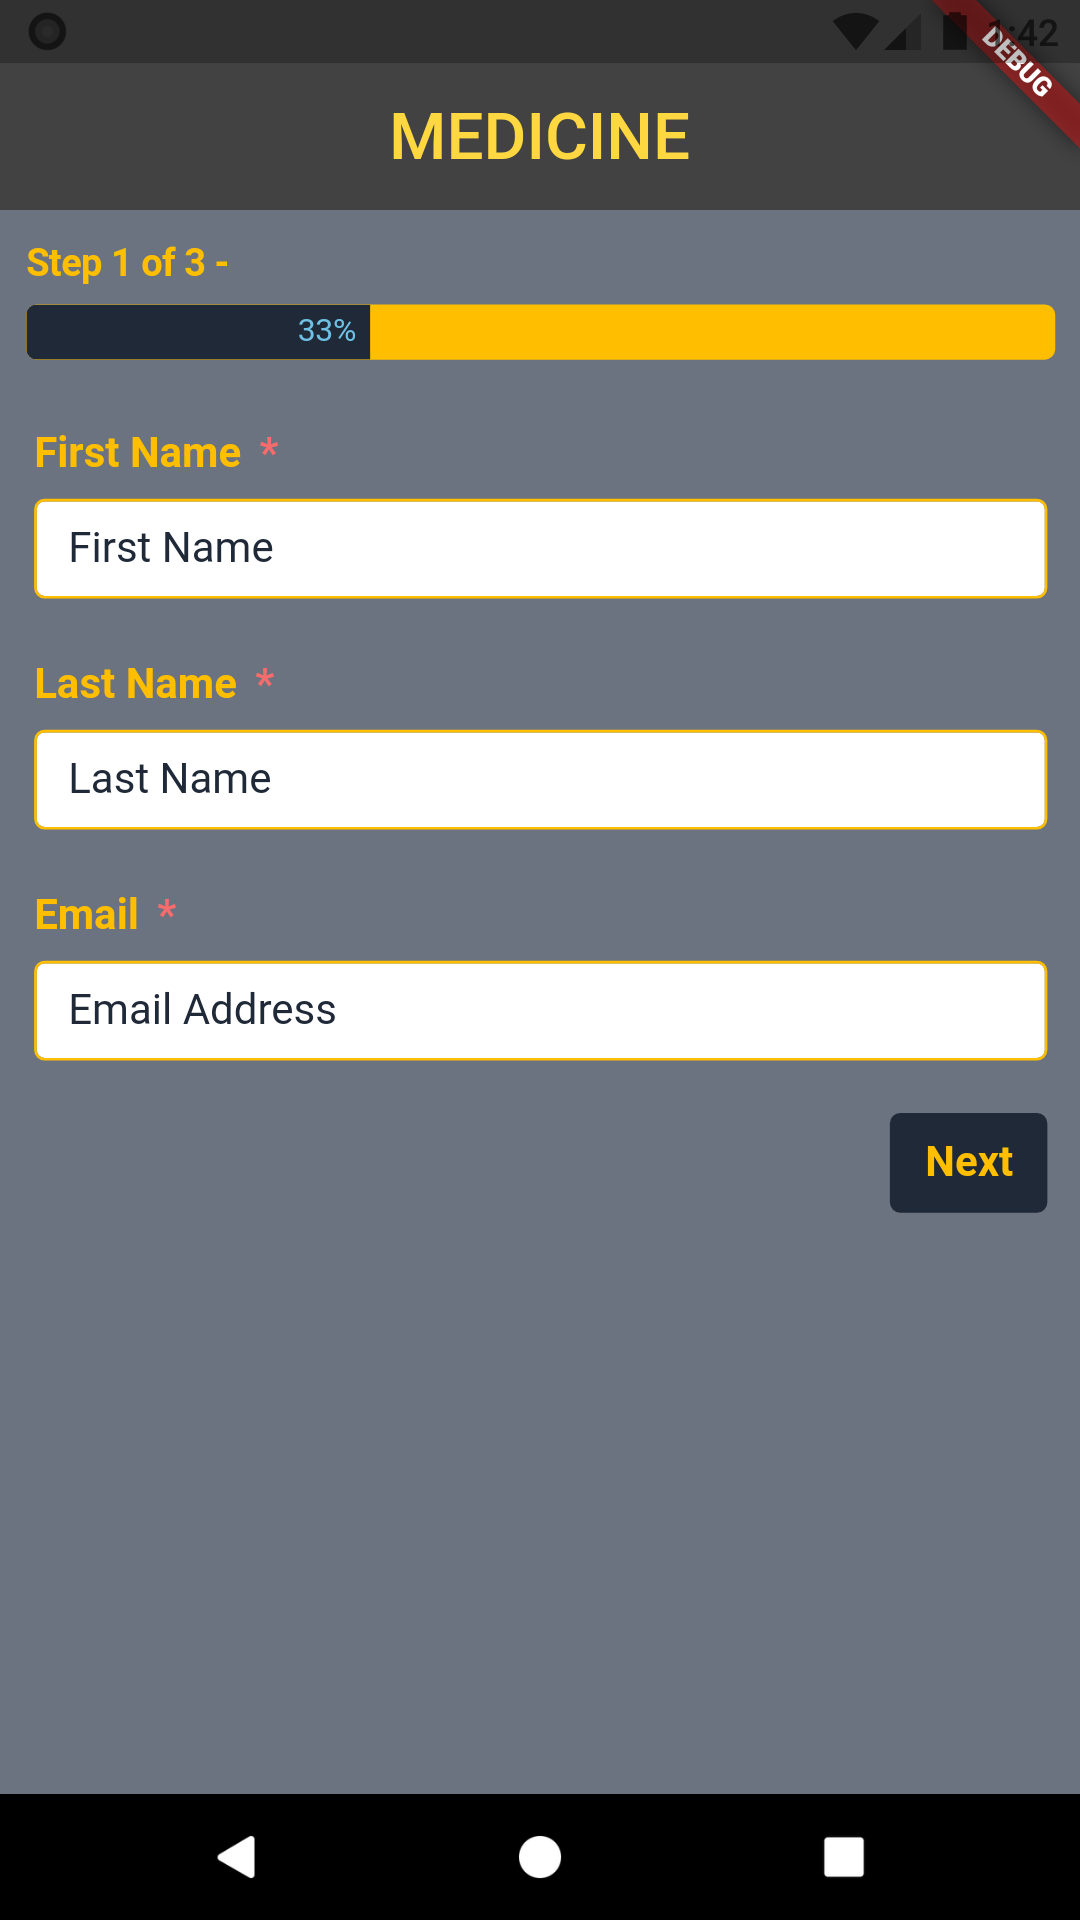 :42
DEBUG
MEDICINE
Step 1 of 3 -
33%
First Name *
First Name
Last Name *
Last Name
Email *
Email Address
Next